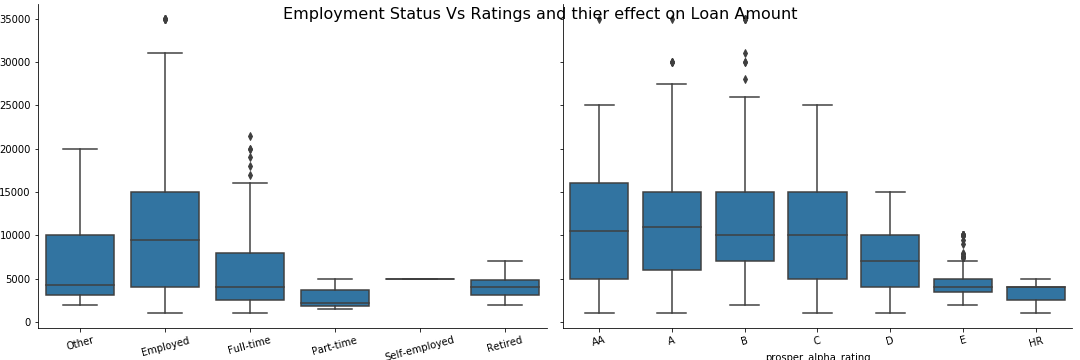 Employment Status Vs Ratings and thier effect on Loan Amount
35000
30000
25000
20000
15000
10000
5000
0
Other Employed Full-time Part-time Self-employed Retired
AA A B C D E HR
prosper_alpha_rating